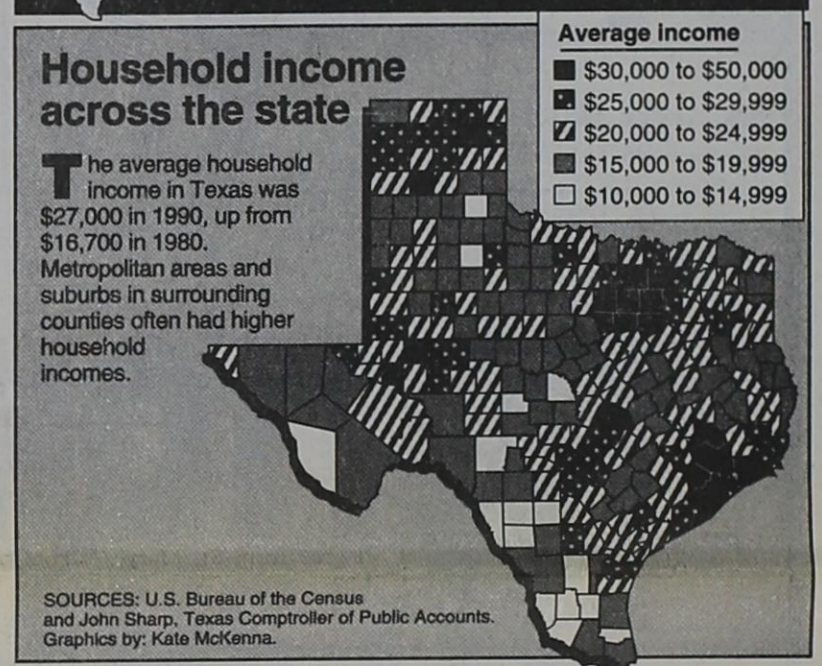 Household income
across the state
The average household
income in Texas was
$27,000 in 1990, up from
$16,700 in 1980.
Metropolitan areas and
suburbs in surrounding
counties often had higher
household
incomes.
Average income
$30,000 to $50,000
$25,000 to $29,999
$20,000 to $24,999
$15,000 to $19,999
$10,000 to $14,999
SOURCES: U.S. Bureau of the Census
and John Sharp, Texas Comptroller of Public Accounts.
Graphics by: Kate McKenna.